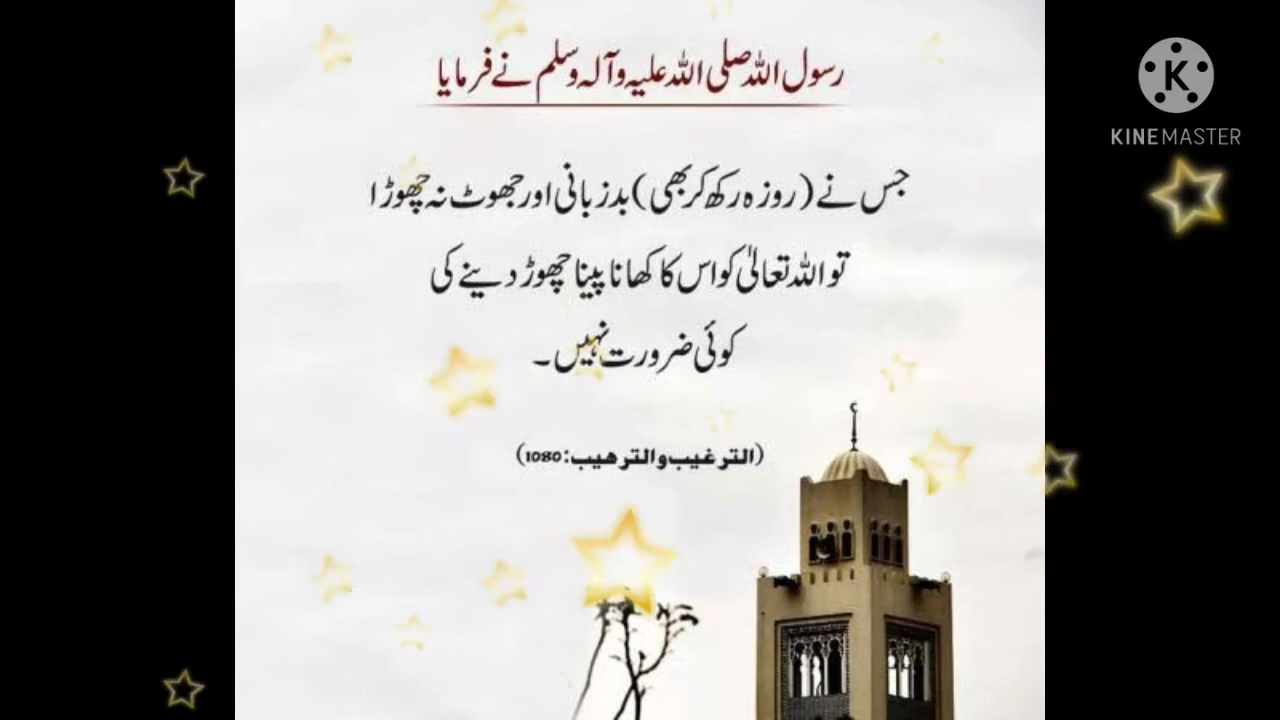 رسول اللہ صلی اللہ علیہ وآلہ وسلم نے فرمایا
جس نے (روزہ رکھ کر بھی) بدزبانی اور جھوٹ نہ چھوڑا
تو اللہ تعالیٰ کو اس کا کھانا پینا چھوڑ دینے کی
کوئی ضرورت نہیں۔
(الترغیب والترھیب: 1080)
K
KINEMASTER